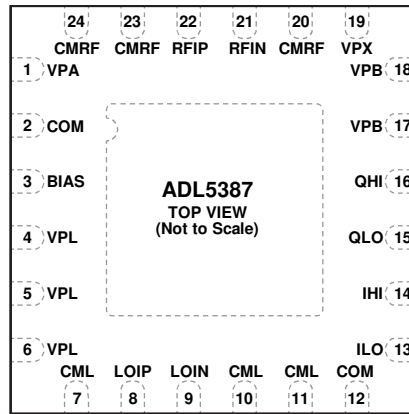 24 23 22 21 20 19
CMRF CMRF RFIP RFIN CMRF VPX
1 VPA VPB 18
2 COM VPB 17
3 BIAS QHI 16
ADL5387
TOP VIEW
(Not to Scale)
4 VPL QLO 15
5 VPL IHI 14
6 VPL ILO 13
CML LOIP LOIN CML CML COM
7 8 9 10 11 12